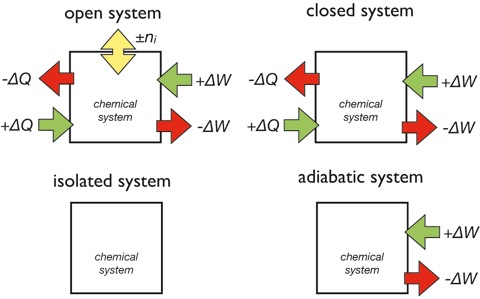 open system
±nᵢ
-ΔQ
+ΔW
chemical
system
+ΔQ
-ΔW
closed system
-ΔQ
+ΔW
chemical
system
+ΔQ
-ΔW
isolated system
chemical
system
adiabatic system
+ΔW
chemical
system
-ΔW